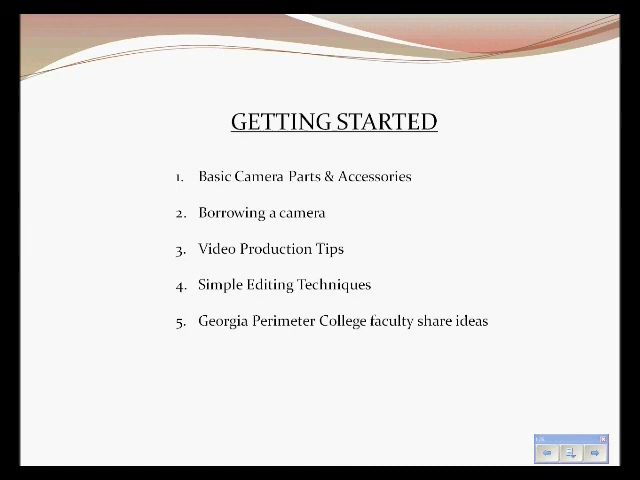 GETTING STARTED
1. Basic Camera Parts & Accessories
2. Borrowing a camera
3. Video Production Tips
4. Simple Editing Techniques
5. Georgia Perimeter College faculty share ideas